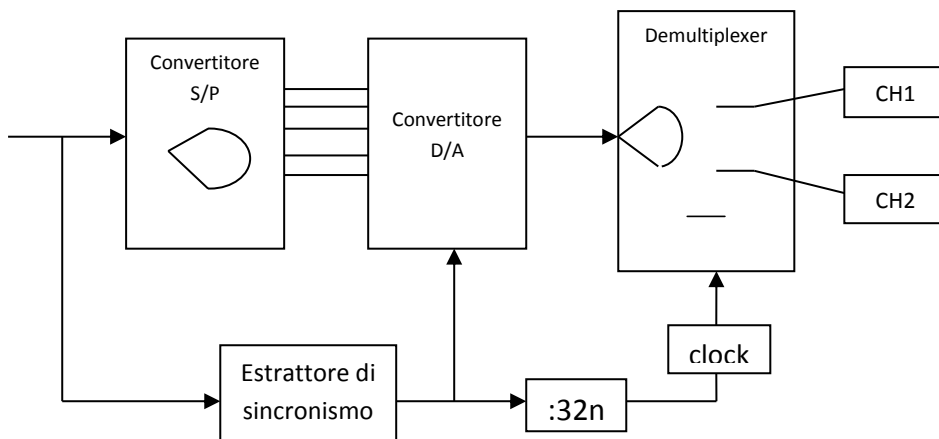 Convertitore
S/P
Convertitore
D/A
Demultiplexer
CH1
CH2
Estrattore di
sincronismo
:32n
clock